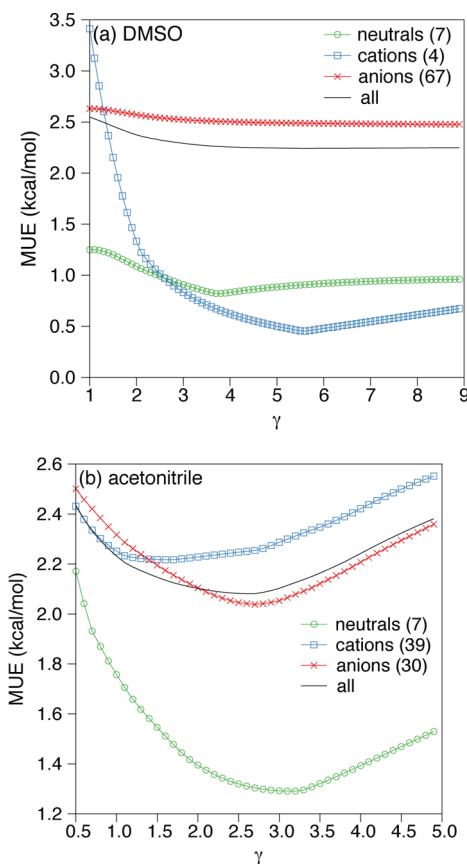 (a) DMSO
neutrals (7)
cations (4)
anions (67)
all
MUE (kcal/mol)
3.5
3.0
2.5
2.0
1.5
1.0
0.5
0.0
1 2 3 4 5 6 7 8 9
γ
(b) acetonitrile
2.6
2.4
2.2
2.0
1.8
1.6
1.4
1.2
MUE (kcal/mol)
neutrals (7)
cations (39)
anions (30)
all
0.5 1.0 1.5 2.0 2.5 3.0 3.5 4.0 4.5 5.0
γ